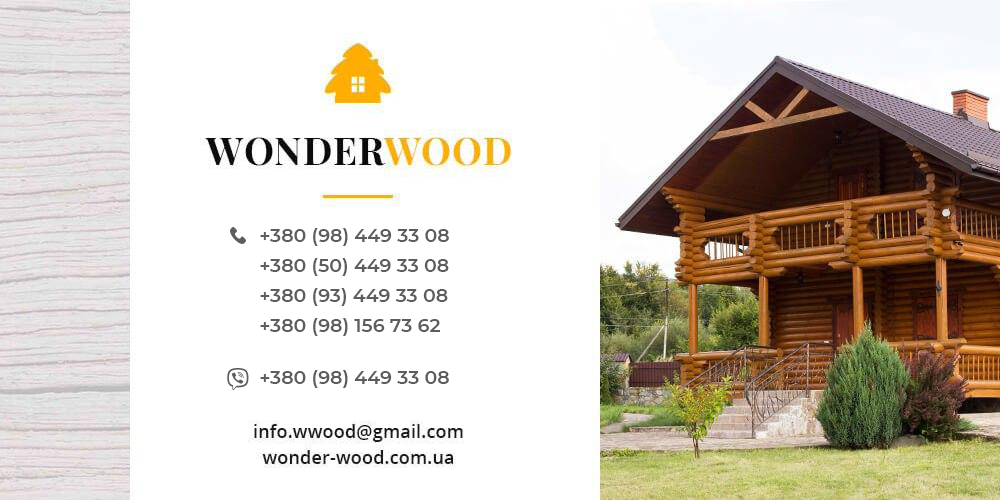 WONDERWOOD
+380 (98) 449 33 08
+380 (50) 449 33 08
+380 (93) 449 33 08
+380 (98) 156 73 62
+380 (98) 449 33 08
info.wwood@gmail.com
wonder-wood.com.ua